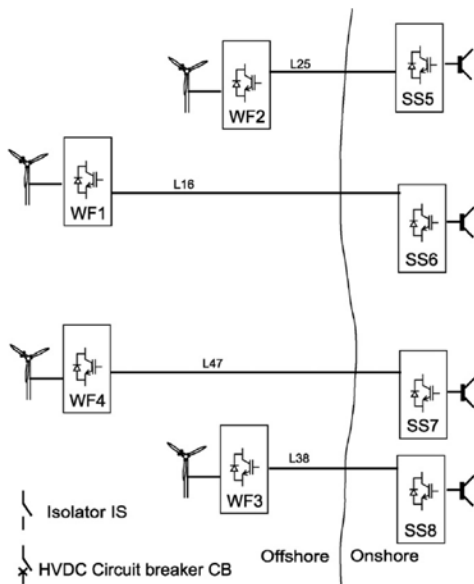 L25
WF2
SS5
L16
WF1
SS6
L47
WF4
SS7
L38
WF3
SS8
Isolator IS
Offshore Onshore
HVDC Circuit breaker CB